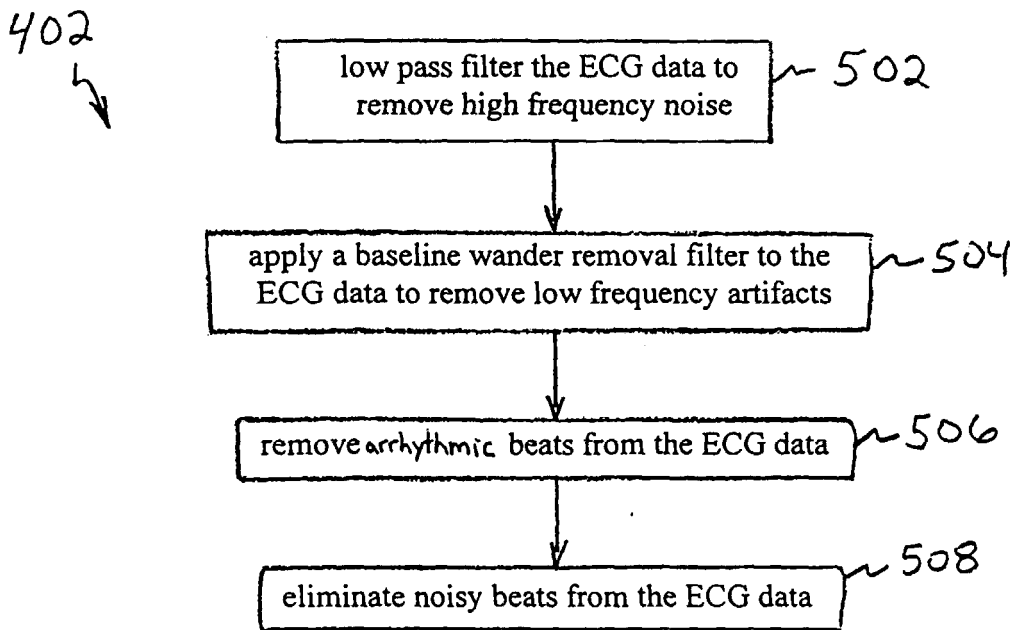 402
low pass filter the ECG data to
remove high frequency noise
502
apply a baseline wander removal filter to the
ECG data to remove low frequency artifacts
504
remove arrhythmic beats from the ECG data
506
eliminate noisy beats from the ECG data
508